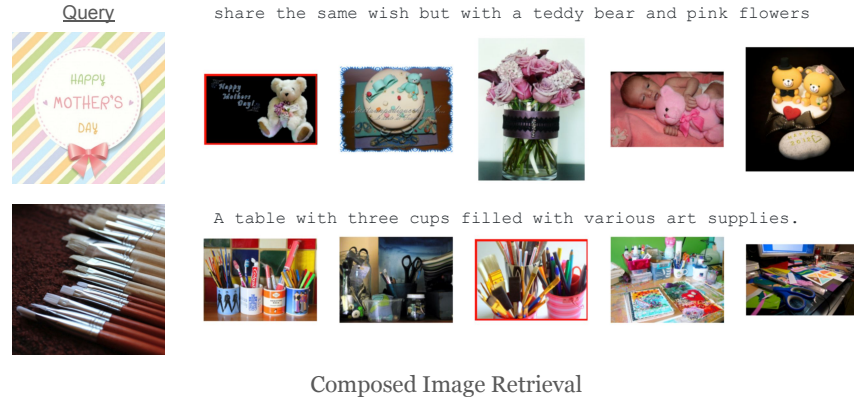 Query
share the same wish but with a teddy bear and pink flowers
HAPPY
MOTHER'S
DAY
Happy
Mothers
Day!
A table with three cups filled with various art supplies.
Composed Image Retrieval